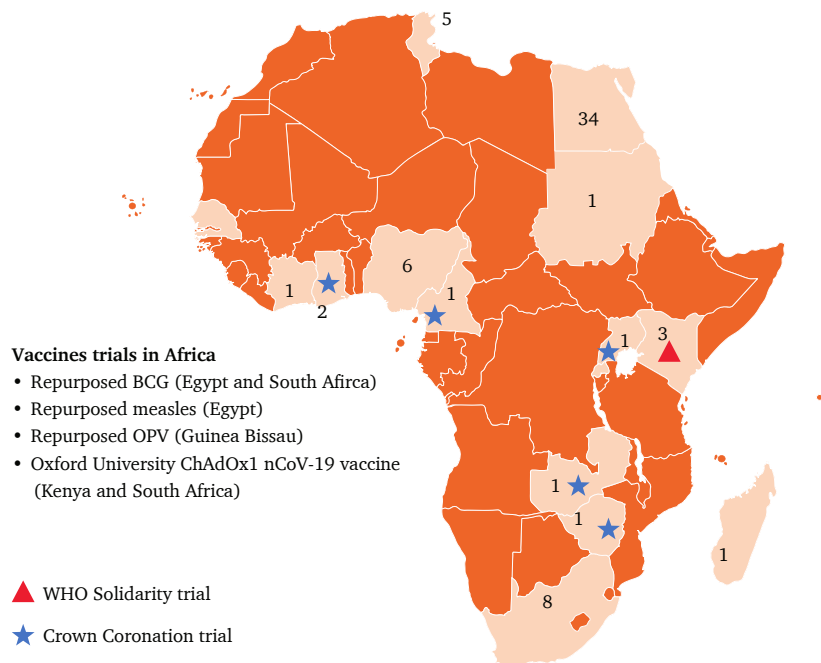 5
34
1
6
1
1
2
3
1
Vaccines trials in Africa
• Repurposed BCG (Egypt and South Afirca)
• Repurposed measles (Egypt)
• Repurposed OPV (Guinea Bissau)
• Oxford University ChAdOx1 nCoV-19 vaccine
(Kenya and South Africa)
1
1
1
8
WHO Solidarity trial
Crown Coronation trial